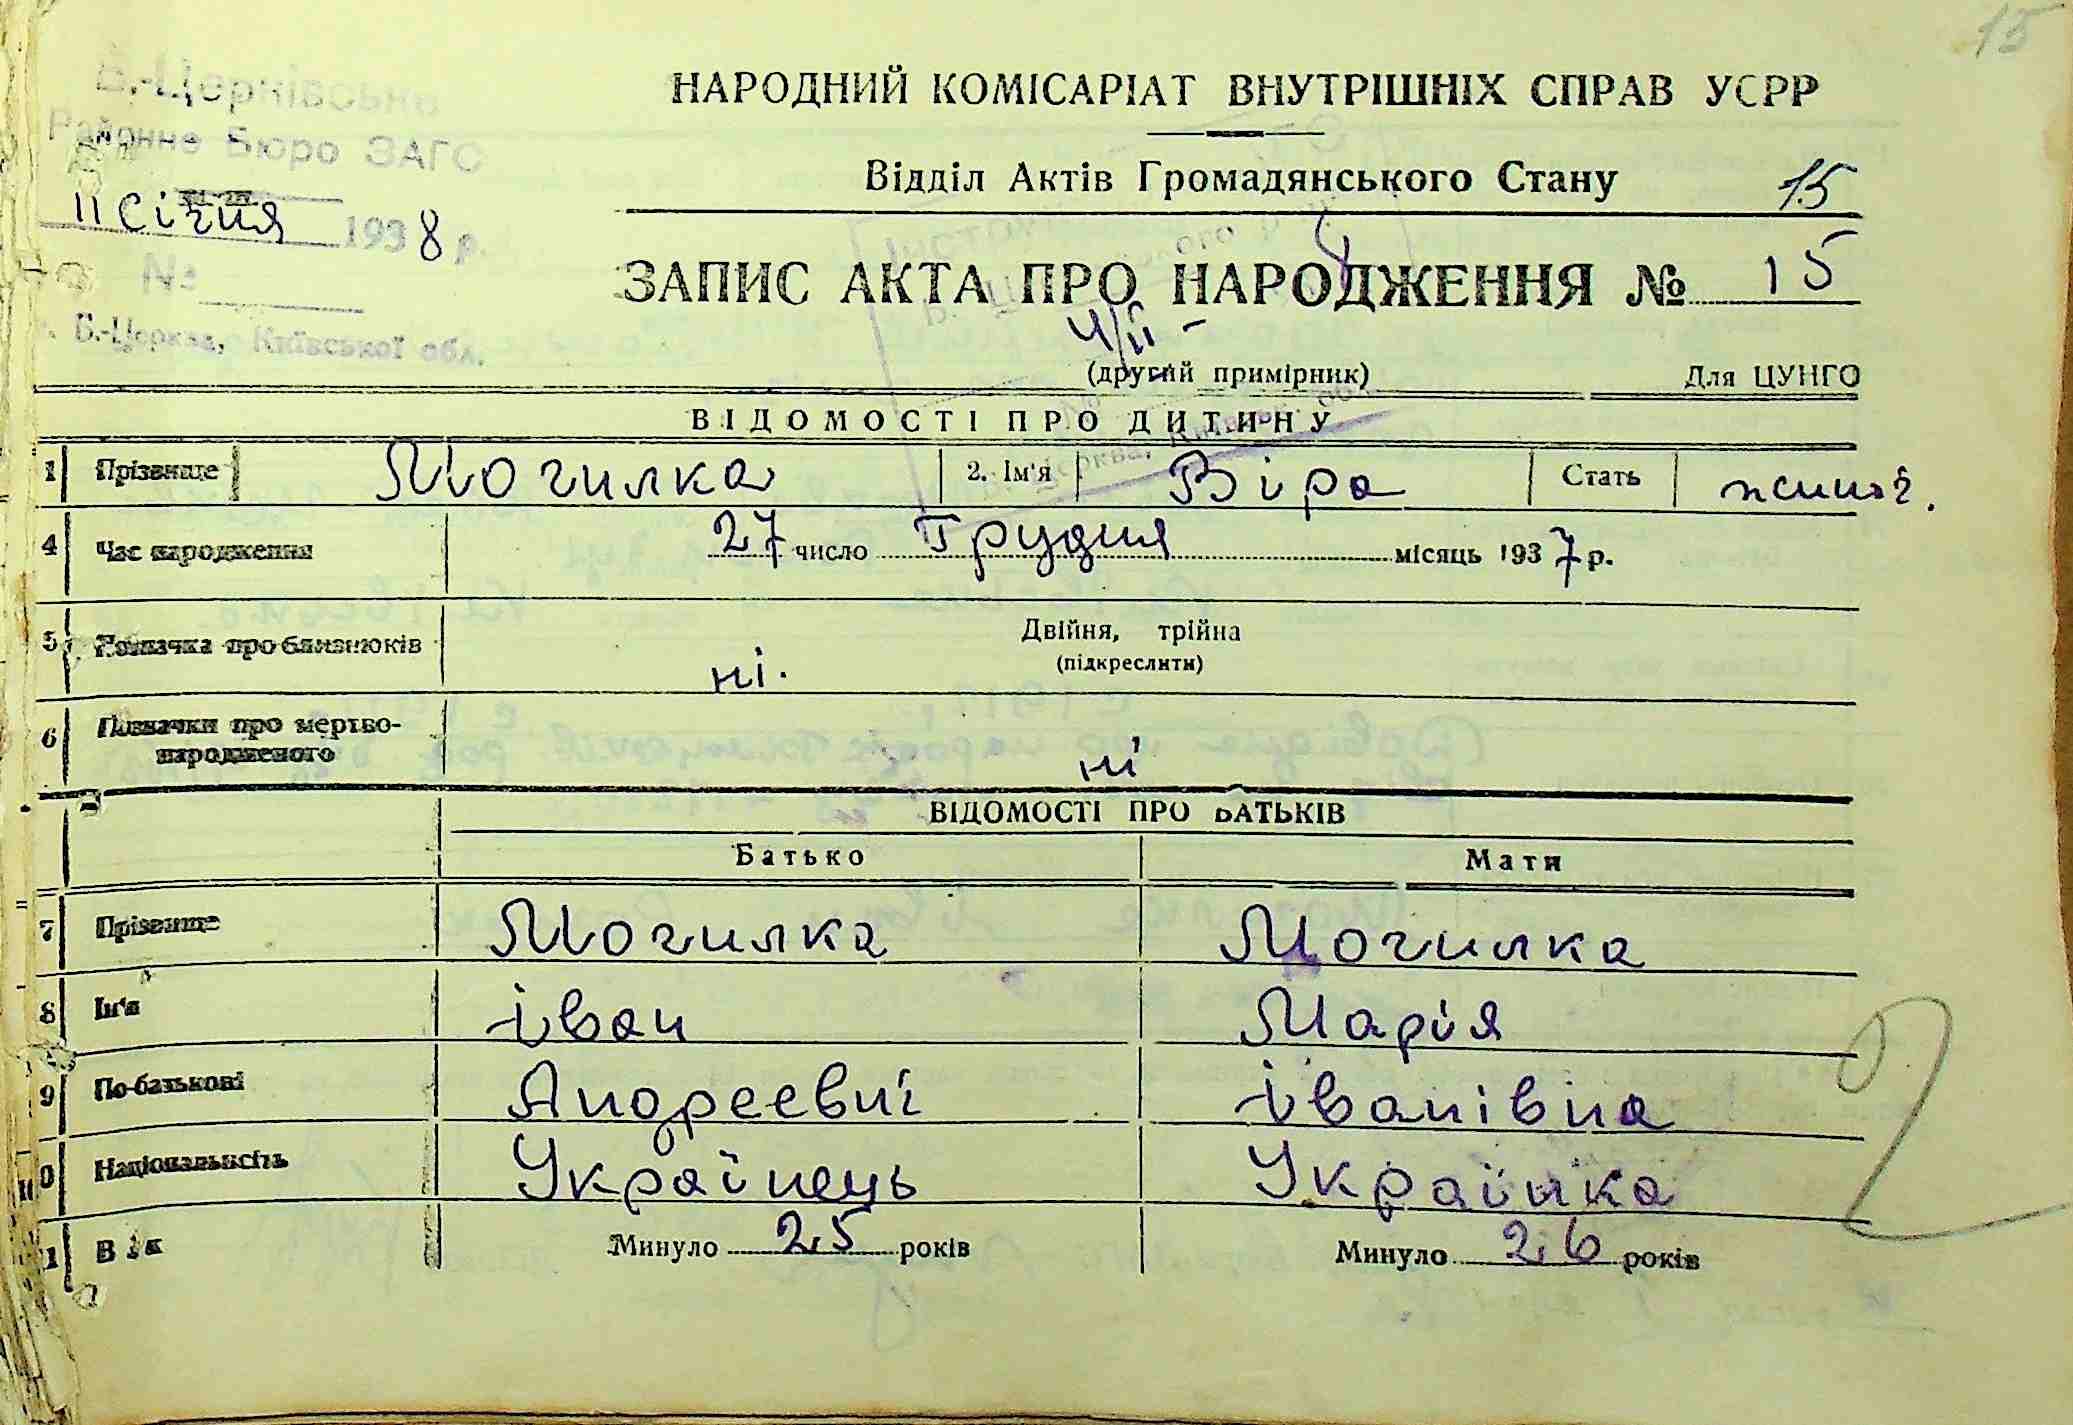 15
Б.-Церківське
Районне Бюро ЗАГС
11 січня 1938 р.
№
Б.-Церква, Київської обл.
НАРОДНИЙ КОМІСАРІАТ ВНУТРІШНІХ СПРАВ УСРР
Відділ Актів Громадянського Стану 15
ЗАПИС АКТА ПРО НАРОДЖЕННЯ № 15
(другий примірник) Для ЦУНГО
ВІДОМОСТІ ПРО ДИТИНУ
1 Прізвище Могилка 2. Ім'я Віра Стать жиноч.
4 Час народження 27 число Грудня місяць 1937 р.
5 Позначка про близнюків ні. Двійня, трійна
(підкреслити)
6 Позначки про мертво-
народженого ні
ВІДОМОСТІ ПРО БАТЬКІВ
Батько Мати
7 Прізвище Могилка Могилка
8 Ім'я іван Марія
9 По-батькові Андреевич іванівна
0 Національність Українець Українка
1 Вік Минуло 25 років Минуло 26 років
2